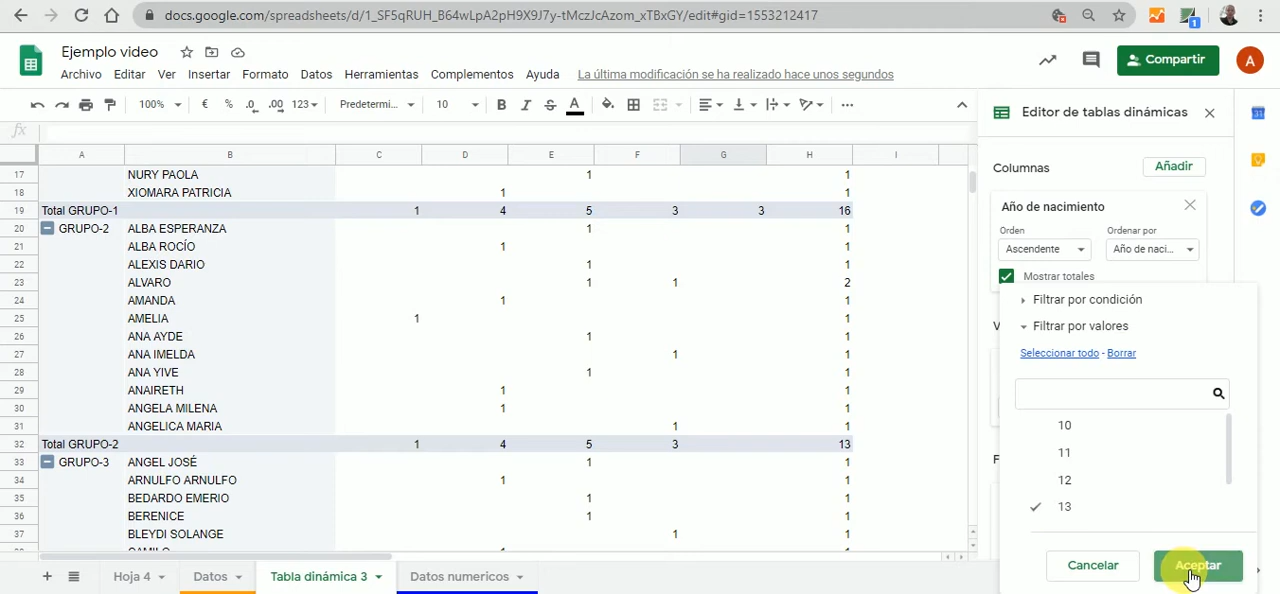 docs.google.com/spreadsheets/d/1_SF5qRUH_B64wLpA2pH9X9J7y-tMczJcAzom_xTBxGY/edit#gid=1553212417
1
Ejemplo video
Archivo Editar Ver Insertar Formato Datos Herramientas Complementos Ayuda La última modificación se ha realizado hace unos segundos
Compartir
A
100% € % .0 .00 123 Predetermi... 10 B I S A
fx
Editor de tablas dinámicas
31
A B C D E F G H I
17 NURY PAOLA 1 1
18 XIOMARA PATRICIA 1 1
19 Total GRUPO-1 1 4 5 3 3 16
20 GRUPO-2 ALBA ESPERANZA 1 1
21 ALBA ROCÍO 1 1
22 ALEXIS DARIO 1 1
23 ALVARO 1 1 2
24 AMANDA 1 1
25 AMELIA 1 1
26 ANA AYDE 1 1
27 ANA IMELDA 1 1
28 ANA YIVE 1 1
29 ANAIRETH 1 1
30 ANGELA MILENA 1 1
31 ANGELICA MARIA 1 1
32 Total GRUPO-2 1 4 5 3 13
33 GRUPO-3 ANGEL JOSÉ 1 1
34 ARNULFO ARNULFO 1 1
35 BEDARDO EMERIO 1 1
36 BERENICE 1 1
37 BLEYDI SOLANGE 1 1
CAMILO
Columnas Añadir
Año de nacimiento
Orden Ordenar por
Ascendente Año de naci...
Mostrar totales
Filtrar por condición
Filtrar por valores
Seleccionar todo - Borrar
10
11
12
13
Cancelar Aceptar
Hoja 4 Datos Tabla dinámica 3 Datos numericos